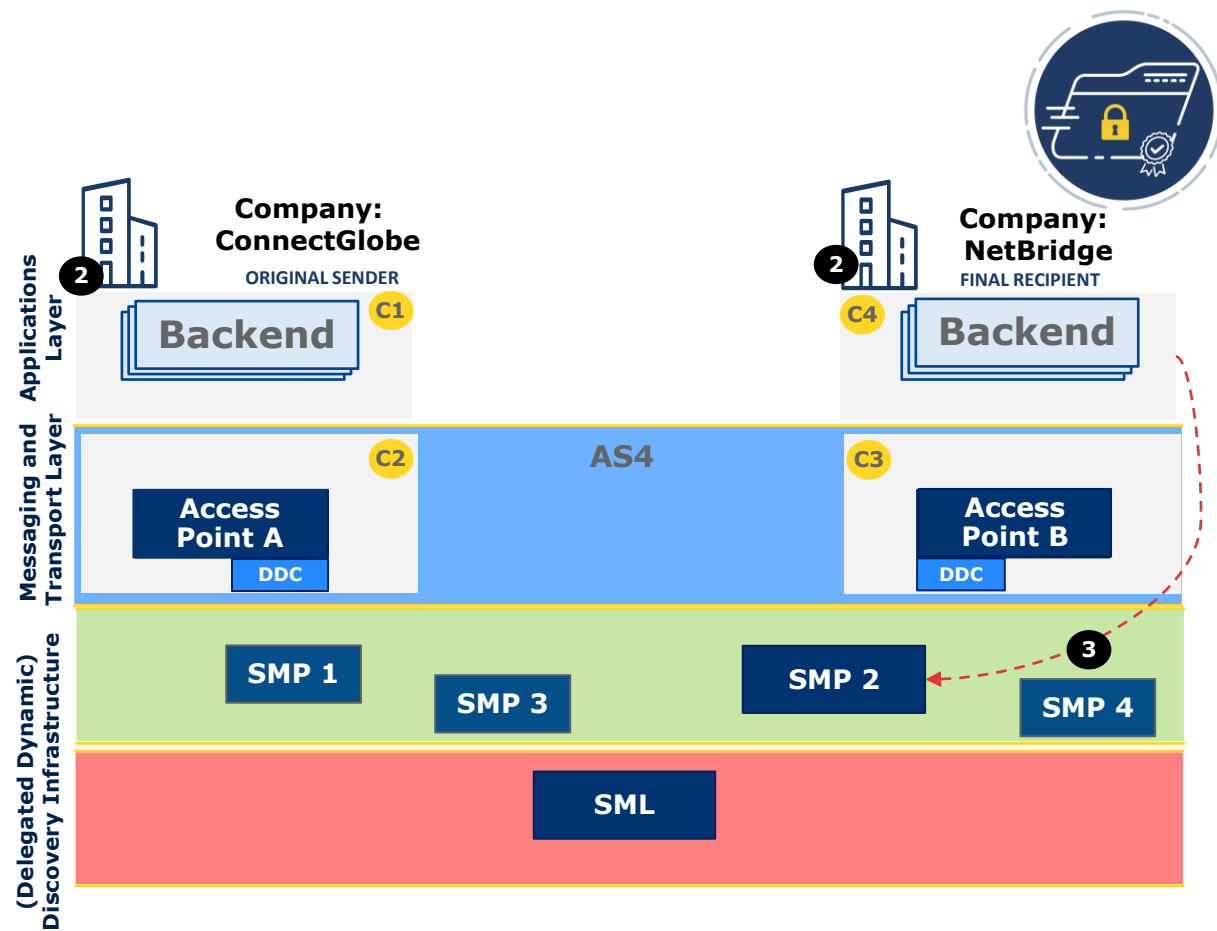 Company:
ConnectGlobe
ORIGINAL SENDER
2
Company:
NetBridge
FINAL RECIPIENT
2
Applications
Layer
Backend
C1
C4
Backend
Messaging and
Transport Layer
C2
Access
Point A
DDC
AS4
C3
Access
Point B
DDC
(Delegated Dynamic)
Discovery Infrastructure
SMP 1
SMP 3
SMP 2
3
SMP 4
SML